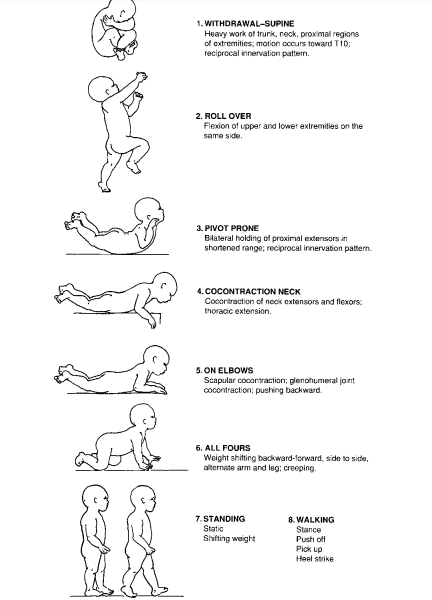 1. WITHDRAWAL–SUPINE
Heavy work of trunk, neck, proximal regions
of extremities; motion occurs toward T10;
reciprocal innervation pattern.
2. ROLL OVER
Flexion of upper and lower extremities on the
same side.
3. PIVOT PRONE
Bilateral holding of proximal extensors in
shortened range; reciprocal innervation pattern.
4. COCONTRACTION NECK
Cocontraction of neck extensors and flexors;
thoracic extension.
5. ON ELBOWS
Scapular cocontraction; glenohumeral joint
cocontraction; pushing backward.
6. ALL FOURS
Weight shifting backward-forward, side to side,
alternate arm and leg; creeping.
7. STANDING
Static
Shifting weight
8. WALKING
Stance
Push off
Pick up
Heel strike